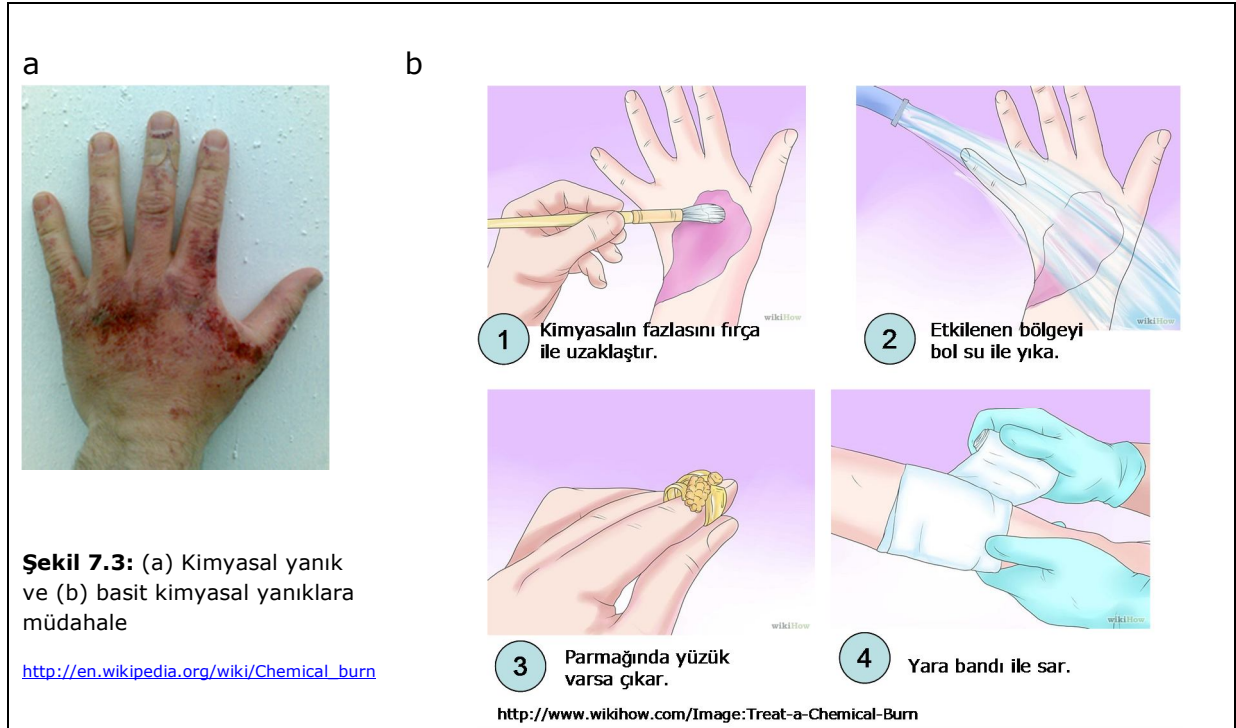 a
b
wikiHow
1 Kimyasalın fazlasını fırça
ile uzaklaştır.
wikiHow
2 Etkilenen bölgeyi
bol su ile yıka.
wikiHow
3 Parmağında yüzük
varsa çıkar.
wikiHow
4 Yara bandı ile sar.
Şekil 7.3: (a) Kimyasal yanık
ve (b) basit kimyasal yanıklara
müdahale
http://en.wikipedia.org/wiki/Chemical_burn
http://www.wikihow.com/Image:Treat-a-Chemical-Burn